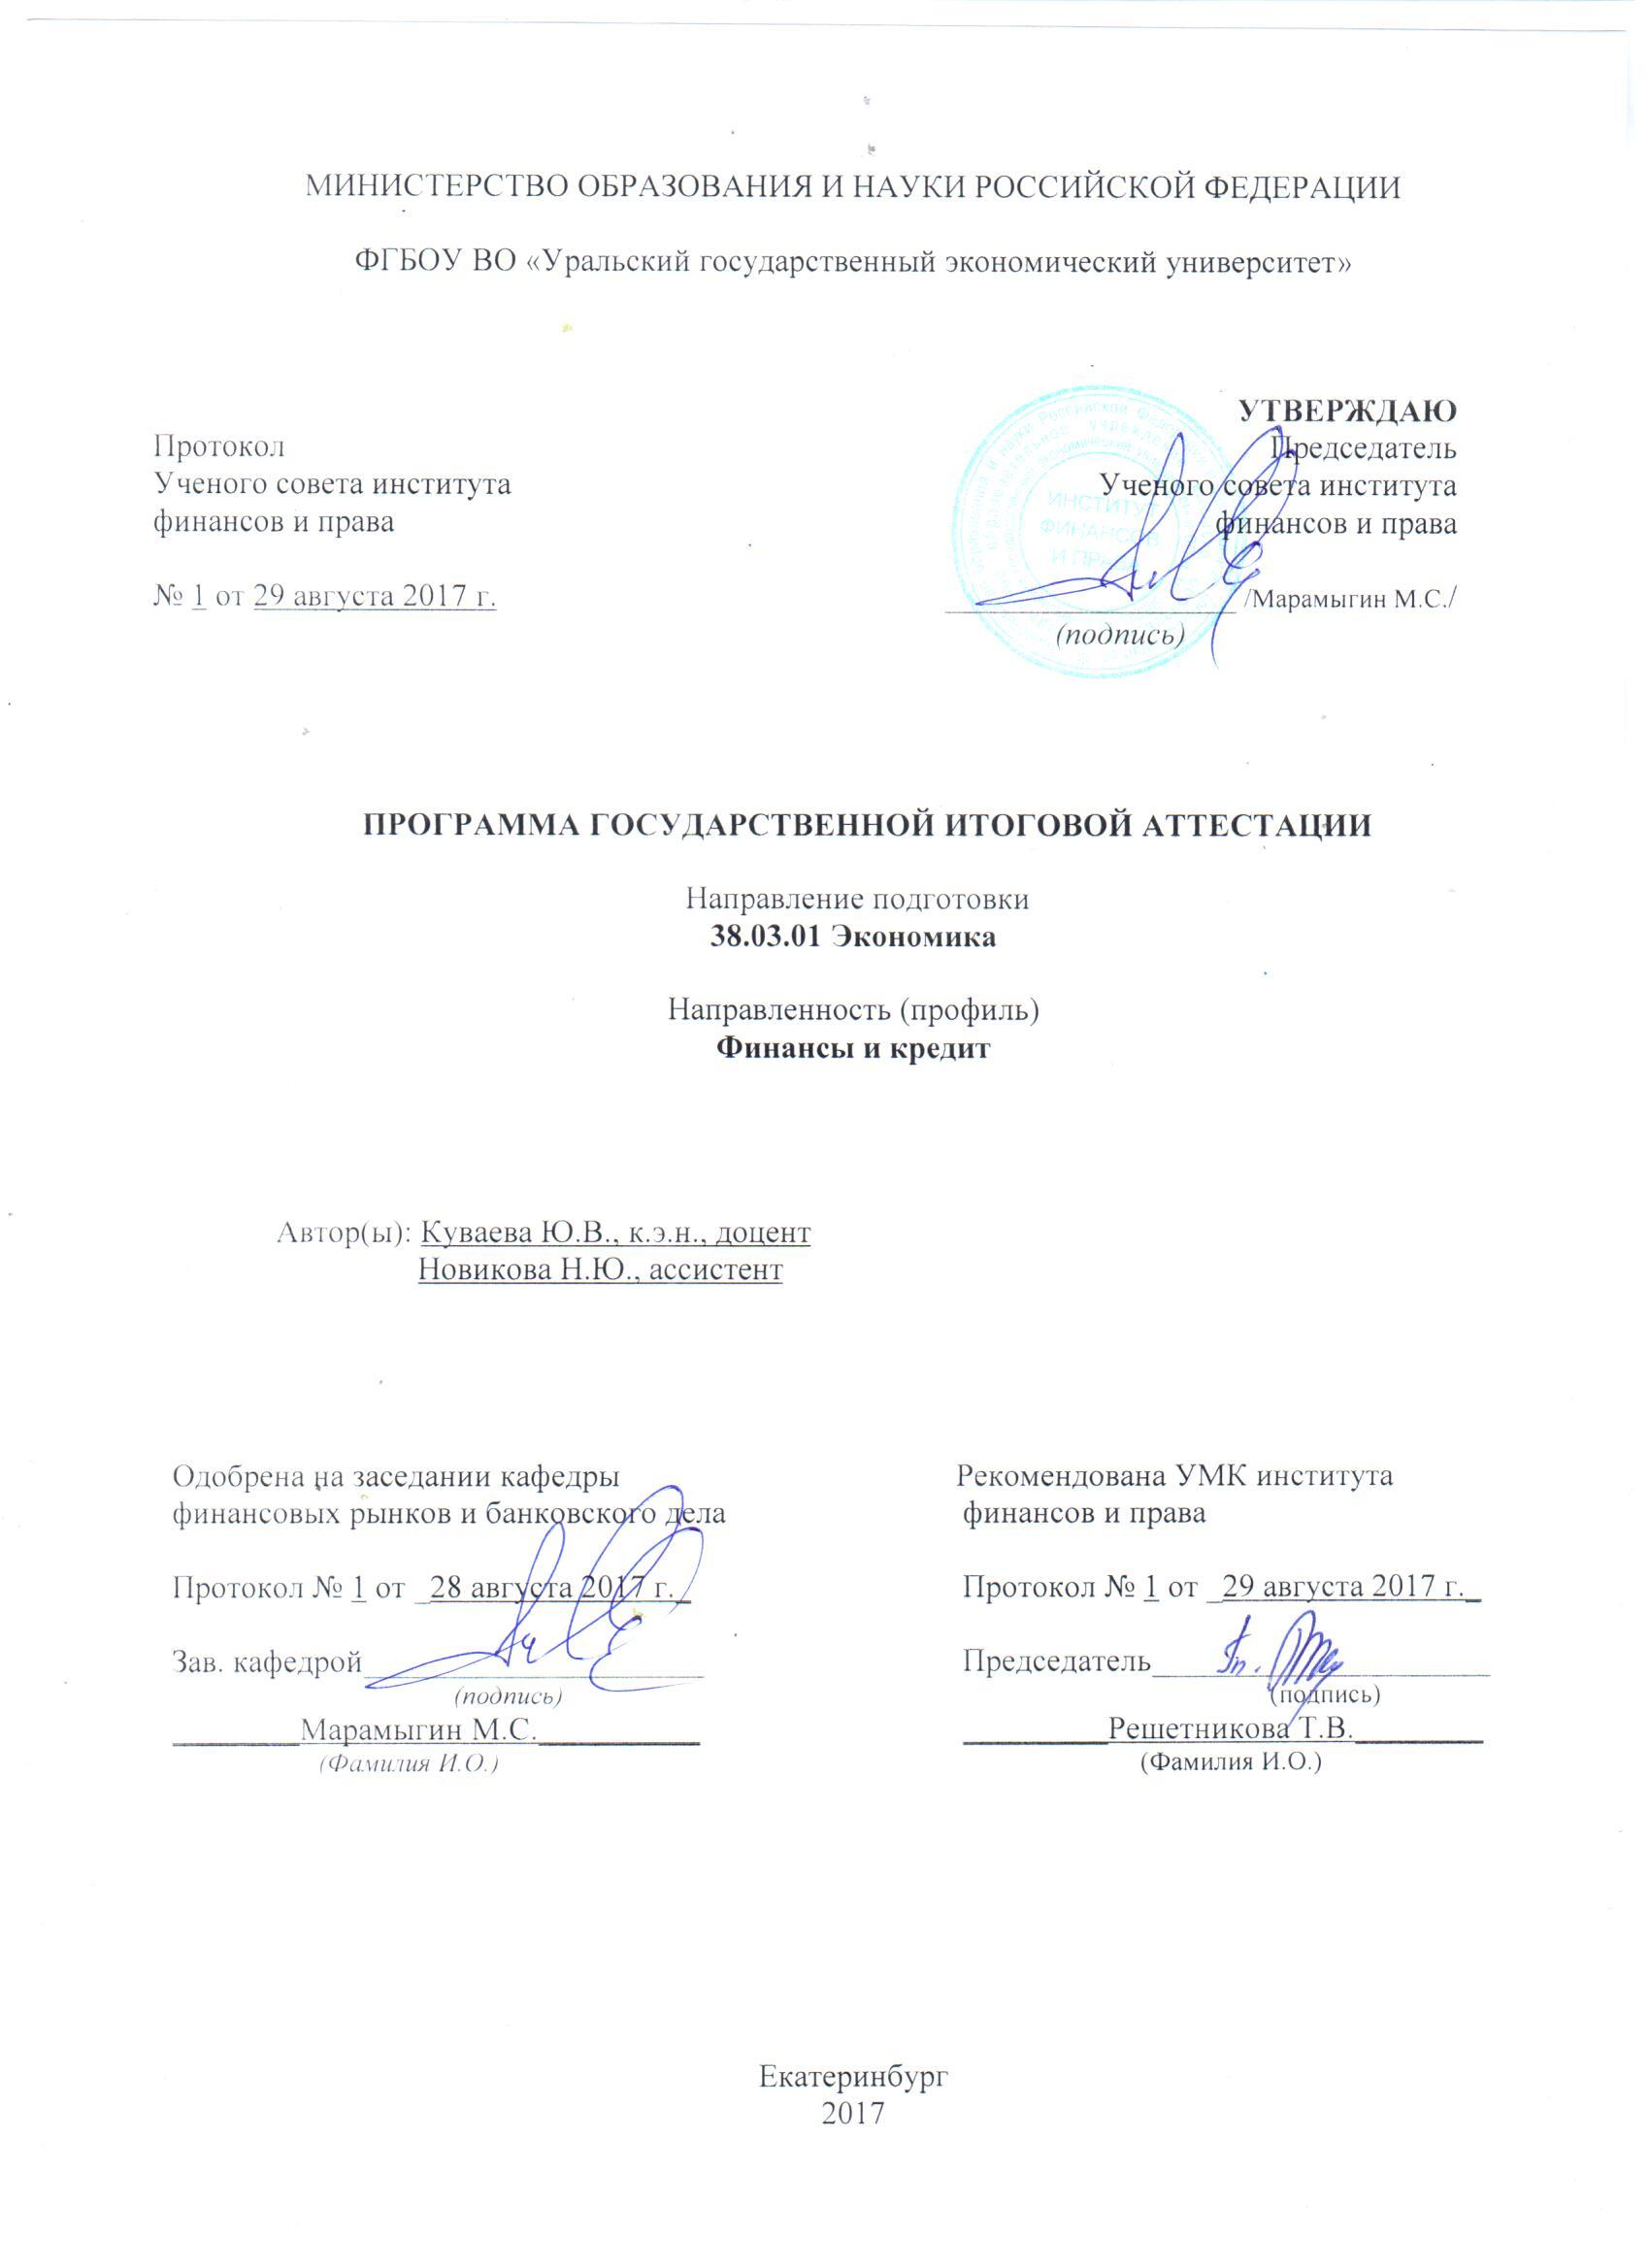 МИНИСТЕРСТВО ОБРАЗОВАНИЯ И НАУКИ РОССИЙСКОЙ ФЕДЕРАЦИИ
ФГБОУ ВО «Уральский государственный экономический университет»
Протокол
Ученого совета института
финансов и права
№ 1 от 29 августа 2017 г.
УТВЕРЖДАЮ
Председатель
Ученого совета института
финансов и права
/Марамыгин М.С./
(подпись)
ИНСТИТУТ
ФИНАНСОВ
И
ПРОГРАММА ГОСУДАРСТВЕННОЙ ИТОГОВОЙ АТТЕСТАЦИИ
Направление подготовки
38.03.01 Экономика
Направленность (профиль)
Финансы и кредит
Автор(ы): Куваева Ю.В., к.э.н., доцент
Новикова Н.Ю., ассистент
Одобрена на заседании кафедры
финансовых рынков и банковского дела
Протокол № 1 от _28 августа 2017 г._
Зав. кафедрой
(подпись)
Марамыгин М.С.
(Фамилия И.О.)
Рекомендована УМК института
финансов и права
Протокол № 1 от _29 августа 2017 г._
Председатель
(подпись)
Решетникова Т.В.
(Фамилия И.О.)
Екатеринбург
2017